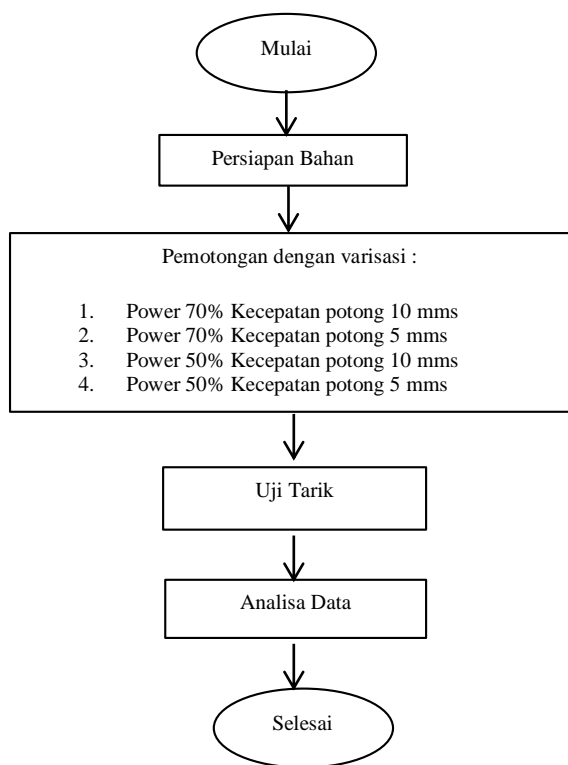 Mulai
Persiapan Bahan
Pemotongan dengan varisasi :
1. Power 70% Kecepatan potong 10 mms
2. Power 70% Kecepatan potong 5 mms
3. Power 50% Kecepatan potong 10 mms
4. Power 50% Kecepatan potong 5 mms
Uji Tarik
Analisa Data
Selesai